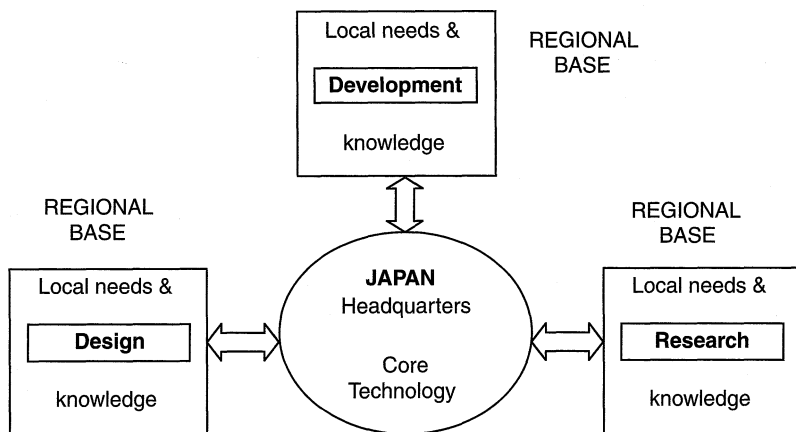 Local needs &
Development
knowledge
REGIONAL
BASE
REGIONAL
BASE
Local needs &
Design
knowledge
JAPAN
Headquarters
Core
Technology
REGIONAL
BASE
Local needs &
Research
knowledge